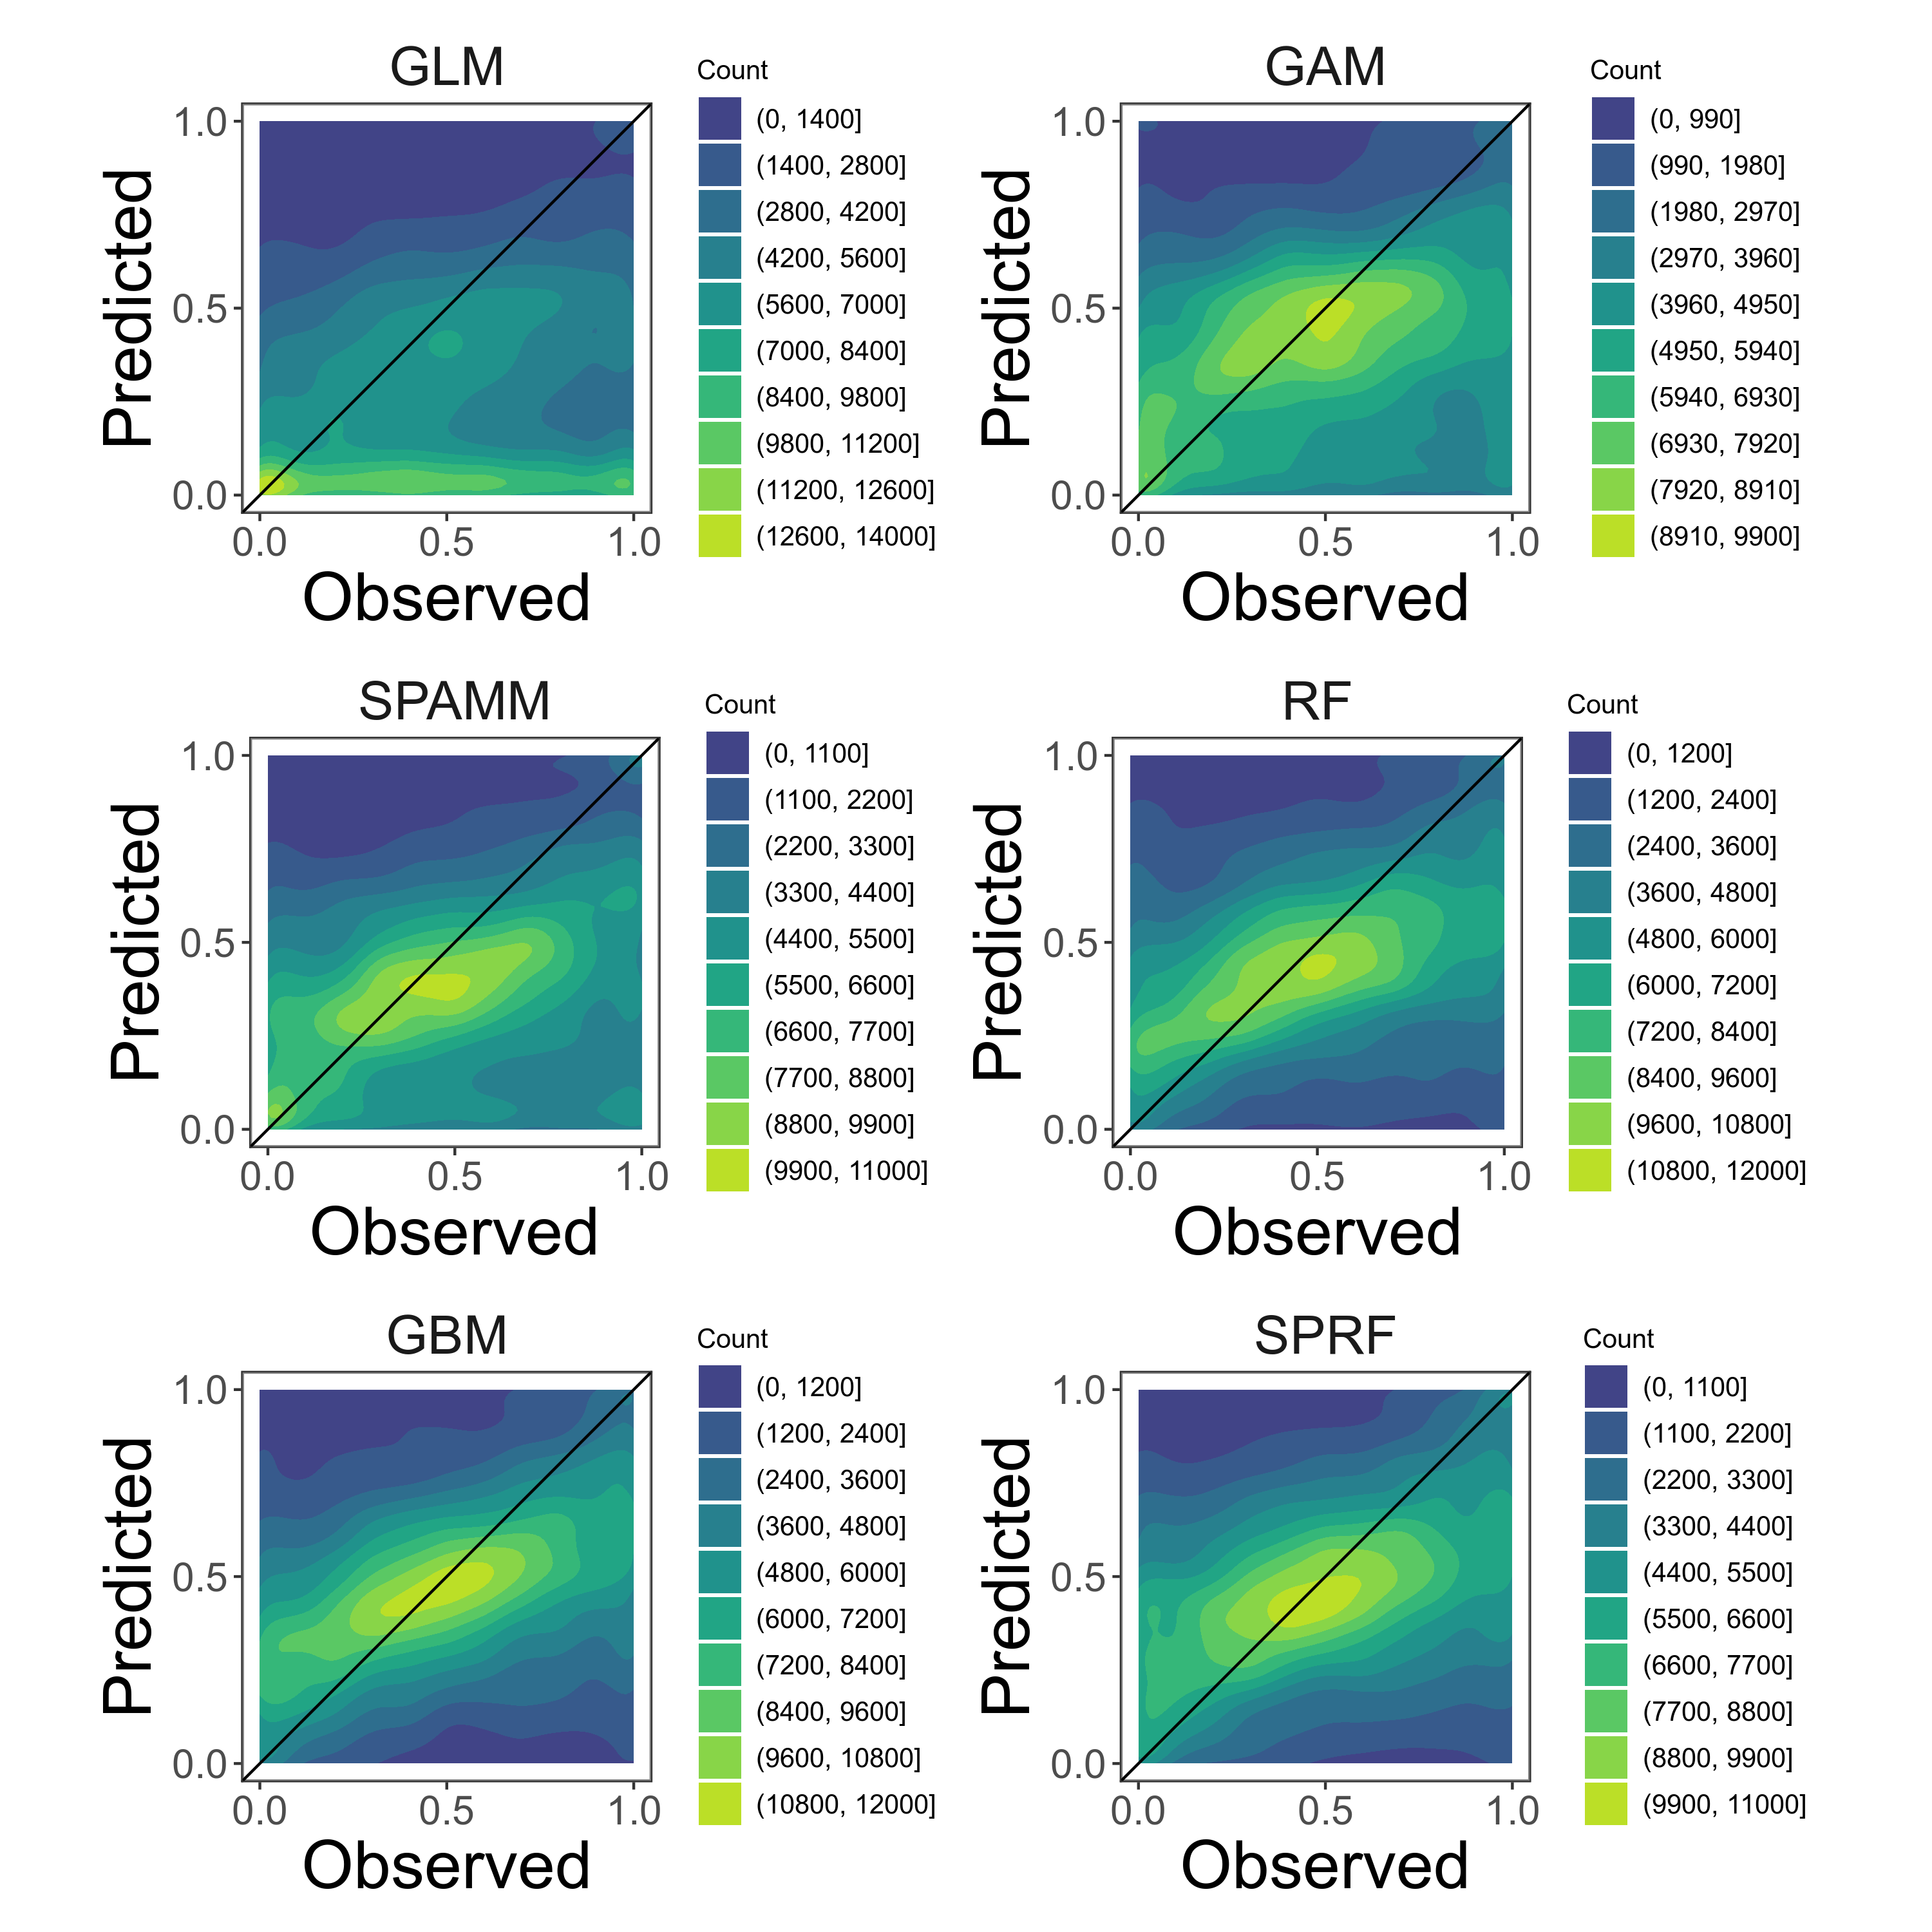 GLM
Count
(0, 1400]
(1400, 2800]
(2800, 4200]
(4200, 5600]
(5600, 7000]
(7000, 8400]
(8400, 9800]
(9800, 11200]
(11200, 12600]
(12600, 14000]
1.0
0.5
0.0
Predicted
0.0 0.5 1.0
Observed
GAM
Count
(0, 990]
(990, 1980]
(1980, 2970]
(2970, 3960]
(3960, 4950]
(4950, 5940]
(5940, 6930]
(6930, 7920]
(7920, 8910]
(8910, 9900]
1.0
0.5
0.0
Predicted
0.0 0.5 1.0
Observed
SPAMM
Count
(0, 1100]
(1100, 2200]
(2200, 3300]
(3300, 4400]
(4400, 5500]
(5500, 6600]
(6600, 7700]
(7700, 8800]
(8800, 9900]
(9900, 11000]
1.0
0.5
0.0
Predicted
0.0 0.5 1.0
Observed
RF
Count
(0, 1200]
(1200, 2400]
(2400, 3600]
(3600, 4800]
(4800, 6000]
(6000, 7200]
(7200, 8400]
(8400, 9600]
(9600, 10800]
(10800, 12000]
1.0
0.5
0.0
Predicted
0.0 0.5 1.0
Observed
GBM
Count
(0, 1200]
(1200, 2400]
(2400, 3600]
(3600, 4800]
(4800, 6000]
(6000, 7200]
(7200, 8400]
(8400, 9600]
(9600, 10800]
(10800, 12000]
1.0
0.5
0.0
Predicted
0.0 0.5 1.0
Observed
SPRF
Count
(0, 1100]
(1100, 2200]
(2200, 3300]
(3300, 4400]
(4400, 5500]
(5500, 6600]
(6600, 7700]
(7700, 8800]
(8800, 9900]
(9900, 11000]
1.0
0.5
0.0
Predicted
0.0 0.5 1.0
Observed